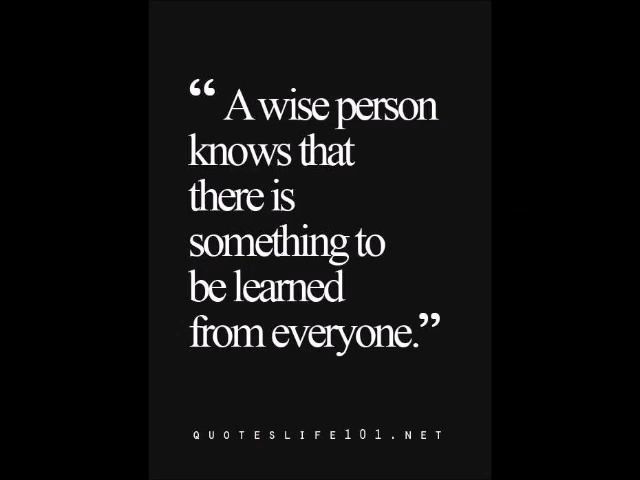 “ A wise person
knows that
there is
something to
be learned
from everyone.”
QUOTESLIFE101.NET